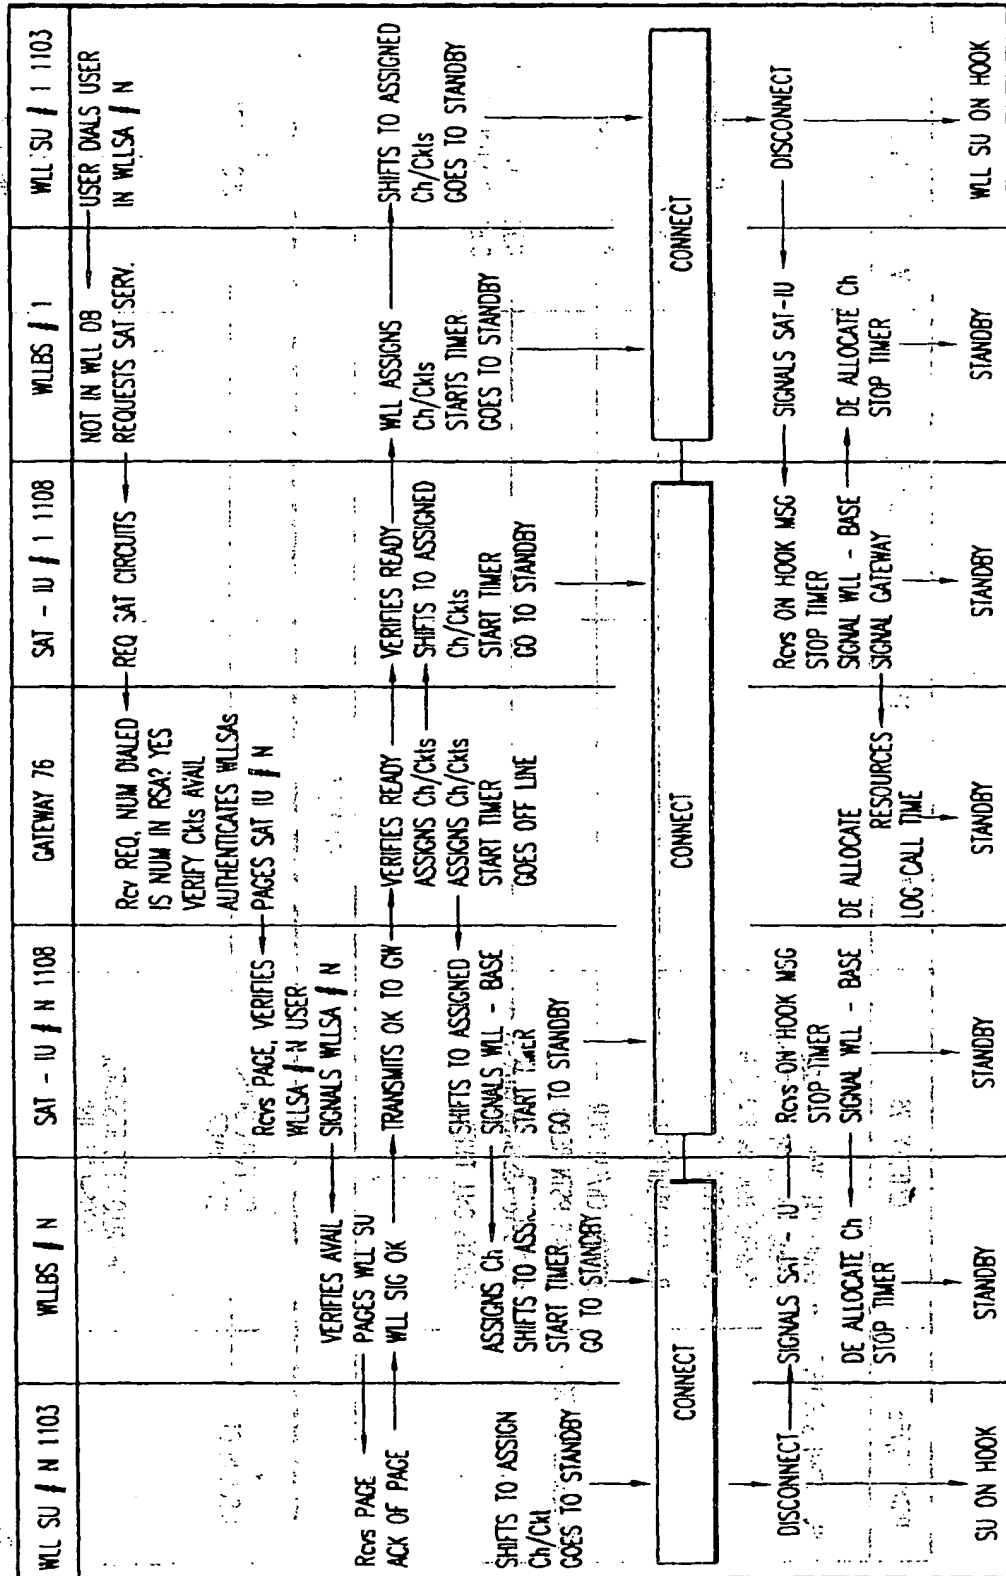 WLL SU # N 1103
WLLBS # N
SAT - IU # N 1108
GATEWAY 76
SAT - IU # 1 1108
WLLBS # 1
WLL SU # 1 1103
USER DIALS USER
IN WLLSA # N
NOT IN WLL DB
REQUESTS SAT SERV.
REQ SAT CIRCUITS
Rcv REQ, NUM DIALED
IS NUM IN RSA? YES
VERIFY Ckts AVAIL
AUTHENTICATES WLLSAs
PAGES SAT IU # N
Rcvs PAGE, VERIFIES
WLLSA # N USER
SIGNALS WLLSA # N
VERIFIES AVAIL
PAGES WLL SU
Rcvs PAGE
ACK OF PAGE
WLL SIG OK
TRANSMITS OK TO GW
VERIFIES READY
ASSIGNS Ch/Ckts
ASSIGNS Ch/Ckts
START TIMER
GOES OFF LINE
VERIFIES READY
SHIFTS TO ASSIGNED
Ch/Ckts
START TIMER
GO TO STANDBY
WLL ASSIGNS
Ch/Ckts
STARTS TIMER
GOES TO STANDBY
SHIFTS TO ASSIGNED
Ch/Ckts
GOES TO STANDBY
SHIFTS TO ASSIGNED
SIGNALS WLL - BASE
START TIMER
GO TO STANDBY
ASSIGNS Ch
SHIFTS TO
START TIMER
GO TO STANDBY
SHIFTS TO ASSIGN
Ch/Ckt
GOES TO STANDBY
CONNECT
CONNECT
CONNECT
DISCONNECT
SIGNALS SAT - IU
Rcvs ON HOOK MSG
STOP TIMER
SIGNAL WLL - BASE
DE ALLOCATE Ch
STOP TIMER
DE ALLOCATE
RESOURCES
LOG CALL TIME
Rcvs ON HOOK MSG
STOP TIMER
SIGNAL WLL - BASE
SIGNAL GATEWAY
SIGNALS SAT-IU
DE ALLOCATE Ch
STOP TIMER
DISCONNECT
SU ON HOOK
STANDBY
STANDBY
STANDBY
STANDBY
STANDBY
WLL SU ON HOOK